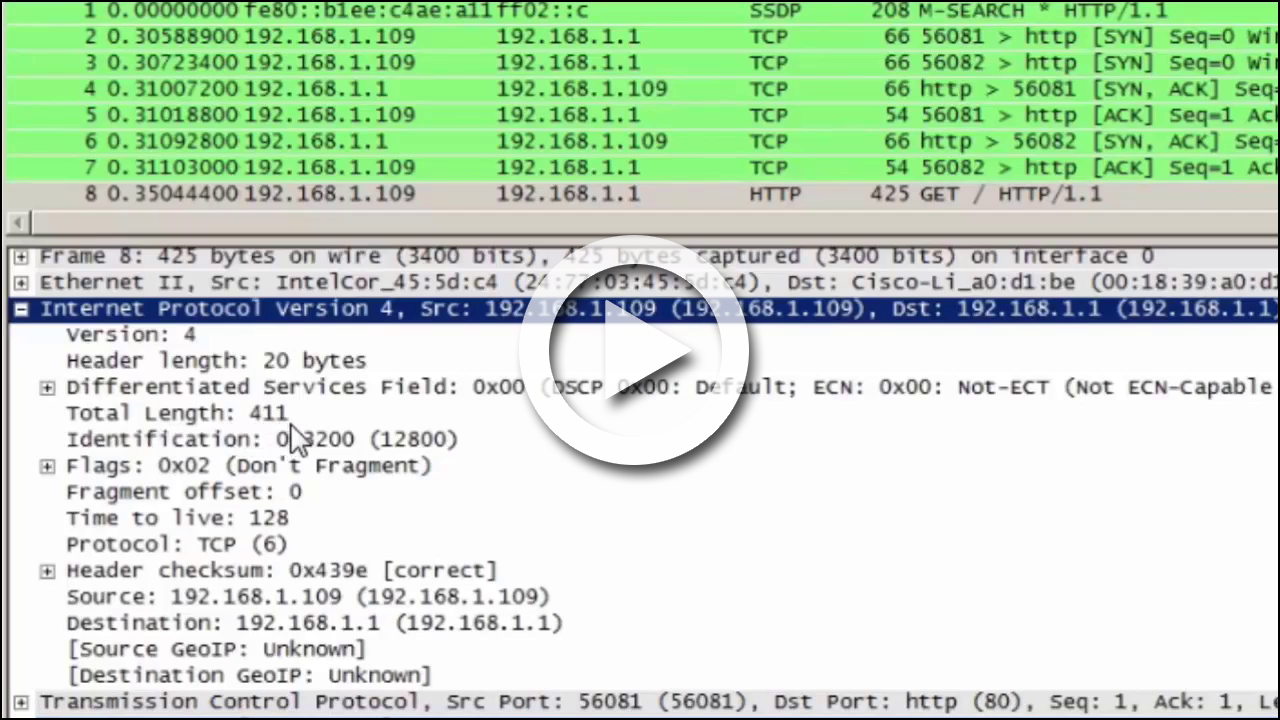 1 0.00000000 fe80::b1ee:c4ae:a11 ff02::c SSDP 208 M-SEARCH * HTTP/1.1
2 0.30588900 192.168.1.109 192.168.1.1 TCP 66 56081 > http [SYN] Seq=0 Wi
3 0.30723400 192.168.1.109 192.168.1.1 TCP 66 56082 > http [SYN] Seq=0 Wi
4 0.31007200 192.168.1.1 192.168.1.109 TCP 66 http > 56081 [SYN, ACK] Seq=
5 0.31018800 192.168.1.109 192.168.1.1 TCP 54 56081 > http [ACK] Seq=1 Ac
6 0.31092800 192.168.1.1 192.168.1.109 TCP 66 http > 56082 [SYN, ACK] Seq=
7 0.31103000 192.168.1.109 192.168.1.1 TCP 54 56082 > http [ACK] Seq=1 Ac
8 0.35044400 192.168.1.109 192.168.1.1 HTTP 425 GET / HTTP/1.1
Frame 8: 425 bytes on wire (3400 bits), 425 bytes captured (3400 bits) on interface 0
Ethernet II, Src: IntelCor_45:5d:c4 (24:77:03:45:5d:c4), Dst: Cisco-Li_a0:d1:be (00:18:39:a0:d1
Internet Protocol Version 4, Src: 192.168.1.109 (192.168.1.109), Dst: 192.168.1.1 (192.168.1.1)
Version: 4
Header length: 20 bytes
Differentiated Services Field: 0x00 (DSCP 0x00: Default; ECN: 0x00: Not-ECT (Not ECN-Capable
Total Length: 411
Identification: 0x3200 (12800)
Flags: 0x02 (Don't Fragment)
Fragment offset: 0
Time to live: 128
Protocol: TCP (6)
Header checksum: 0x439e [correct]
Source: 192.168.1.109 (192.168.1.109)
Destination: 192.168.1.1 (192.168.1.1)
[Source GeoIP: Unknown]
[Destination GeoIP: Unknown]
Transmission Control Protocol, Src Port: 56081 (56081), Dst Port: http (80), Seq: 1, Ack: 1, Le